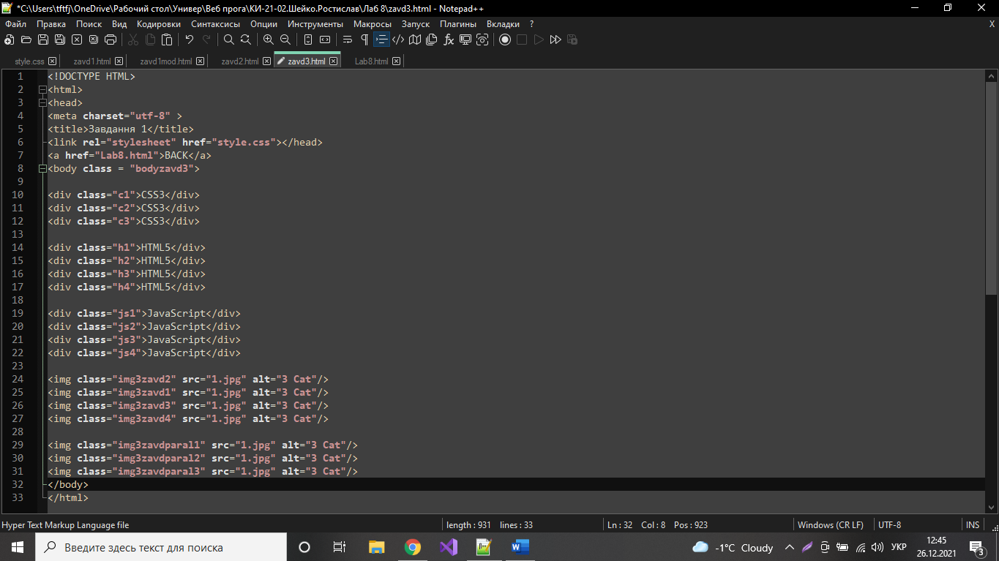 *C:\Users\tftfj\OneDrive\Рабочий стол\Универ\Веб прога\КИ-21-02.Шейко.Ростислав\Лаб 8\zavd3.html - Notepad++
Файл Правка Поиск Вид Кодировки Синтаксисы Опции Инструменты Макросы Запуск Плагины Вкладки ? X
style.css zavd1.html zavd1mod.html zavd2.html zavd3.html Lab8.html
1 <!DOCTYPE HTML>
2 <html>
3 <head>
4 <meta charset="utf-8" >
5 <title>Завдання 1</title>
6 <link rel="stylesheet" href="style.css"></head>
7 <a href="Lab8.html">BACK</a>
8 <body class = "bodyzavd3">
9
10 <div class="c1">CSS3</div>
11 <div class="c2">CSS3</div>
12 <div class="c3">CSS3</div>
13
14 <div class="h1">HTML5</div>
15 <div class="h2">HTML5</div>
16 <div class="h3">HTML5</div>
17 <div class="h4">HTML5</div>
18
19 <div class="js1">JavaScript</div>
20 <div class="js2">JavaScript</div>
21 <div class="js3">JavaScript</div>
22 <div class="js4">JavaScript</div>
23
24 <img class="img3zavd2" src="1.jpg" alt="3 Cat"/>
25 <img class="img3zavd1" src="1.jpg" alt="3 Cat"/>
26 <img class="img3zavd3" src="1.jpg" alt="3 Cat"/>
27 <img class="img3zavd4" src="1.jpg" alt="3 Cat"/>
28
29 <img class="img3zavdparal1" src="1.jpg" alt="3 Cat"/>
30 <img class="img3zavdparal2" src="1.jpg" alt="3 Cat"/>
31 <img class="img3zavdparal3" src="1.jpg" alt="3 Cat"/>
32 </body>
33 </html>
Hyper Text Markup Language file length : 931 lines : 33 Ln : 32 Col : 8 Pos : 923 Windows (CR LF) UTF-8 INS
Введите здесь текст для поиска -1°C Cloudy УКР 12:45
26.12.2021 3